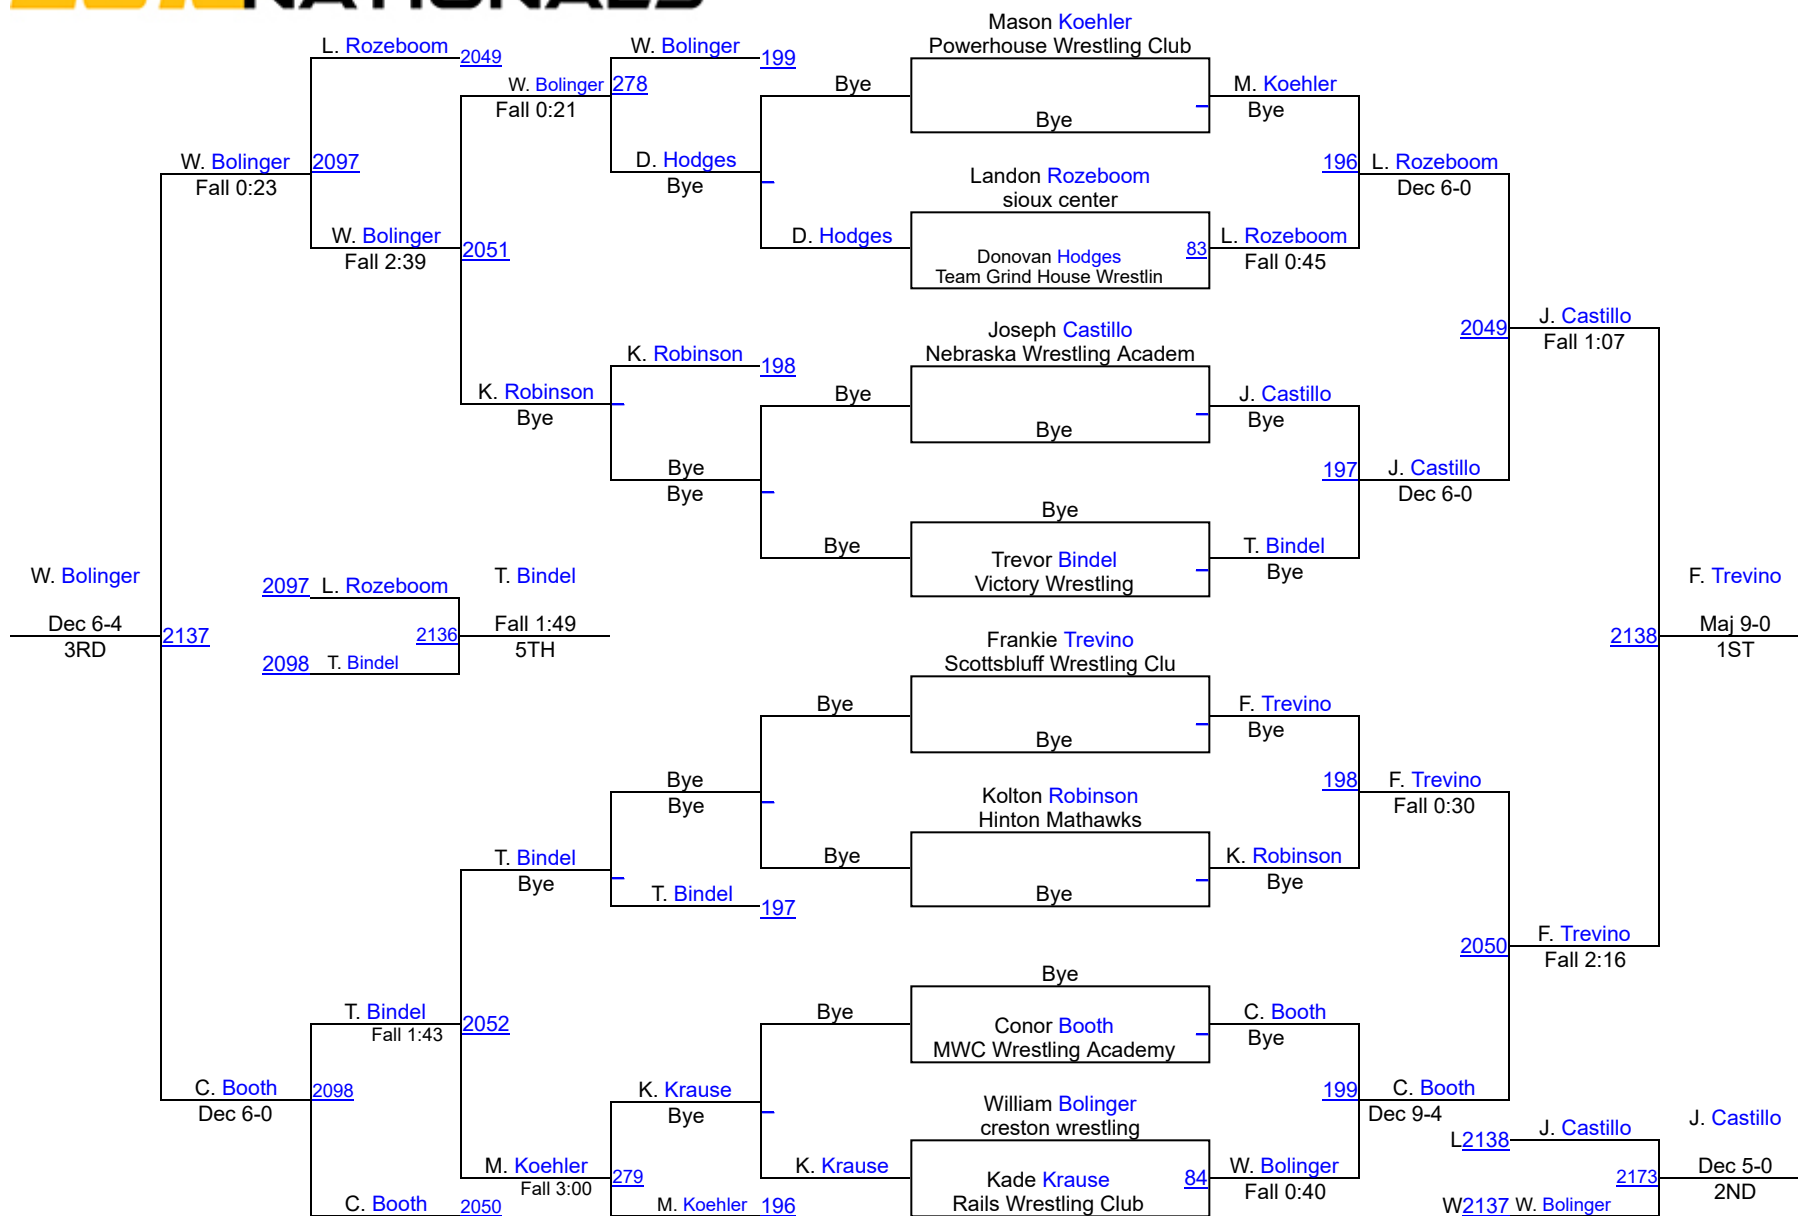 2012 NATIONALS
Mason Koehler
Powerhouse Wrestling Club
Bye
Landon Rozeboom
sioux center
Donovan Hodges
Team Grind House Wrestlin
Joseph Castillo
Nebraska Wrestling Academ
Bye
Bye
Trevor Bindel
Victory Wrestling
Frankie Trevino
Scottsbluff Wrestling Clu
Bye
Kolton Robinson
Hinton Mathawks
Bye
Bye
Conor Booth
MWC Wrestling Academy
William Bolinger
creston wrestling
Kade Krause
Rails Wrestling Club
M. Koehler
Bye
83 L. Rozeboom
Fall 0:45
J. Castillo
Bye
T. Bindel
Bye
F. Trevino
Bye
K. Robinson
Bye
C. Booth
Bye
84 W. Bolinger
Fall 0:40
196 L. Rozeboom
Dec 6-0
197 J. Castillo
Dec 6-0
198 F. Trevino
Fall 0:30
199 C. Booth
Dec 9-4
2049 J. Castillo
Fall 1:07
2050 F. Trevino
Fall 2:16
F. Trevino
2138 Maj 9-0
1ST
L2138 J. Castillo
W2137 W. Bolinger
J. Castillo
2173 Dec 5-0
2ND
Bye
D. Hodges
Bye
Bye
Bye
Bye
Bye
K. Krause
W. Bolinger 199
D. Hodges
Bye
K. Robinson 198
Bye
Bye
Bye
Bye
T. Bindel 197
K. Krause
Bye
M. Koehler 196
W. Bolinger 278
Fall 0:21
K. Robinson
Bye
T. Bindel
Bye
M. Koehler 279
Fall 3:00
L. Rozeboom 2049
W. Bolinger 2051
Fall 2:39
T. Bindel 2052
Fall 1:43
C. Booth 2050
W. Bolinger 2097
Fall 0:23
C. Booth 2098
Dec 6-0
W. Bolinger
Dec 6-4 2137
3RD
2097 L. Rozeboom
2098 T. Bindel
T. Bindel
2136 Fall 1:49
5TH